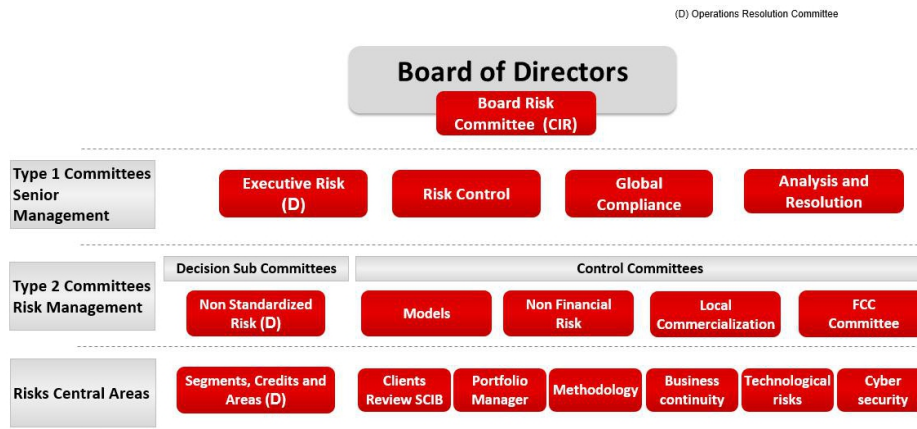 (D) Operations Resolution Committee
Board of Directors
Board Risk
Committee (CIR)
Type 1 Committees
Senior
Management
Executive Risk
(D)
Risk Control
Global
Compliance
Analysis and
Resolution
Type 2 Committees
Risk Management
Decision Sub Committees
Control Committees
Non Standardized
Risk (D)
Models
Non Financial
Risk
Local
Commercialization
FCC
Committee
Risks Central Areas
Segments, Credits and
Areas (D)
Clients
Review SCIB
Portfolio
Manager
Methodology
Business
continuity
Technological
risks
Cyber
security